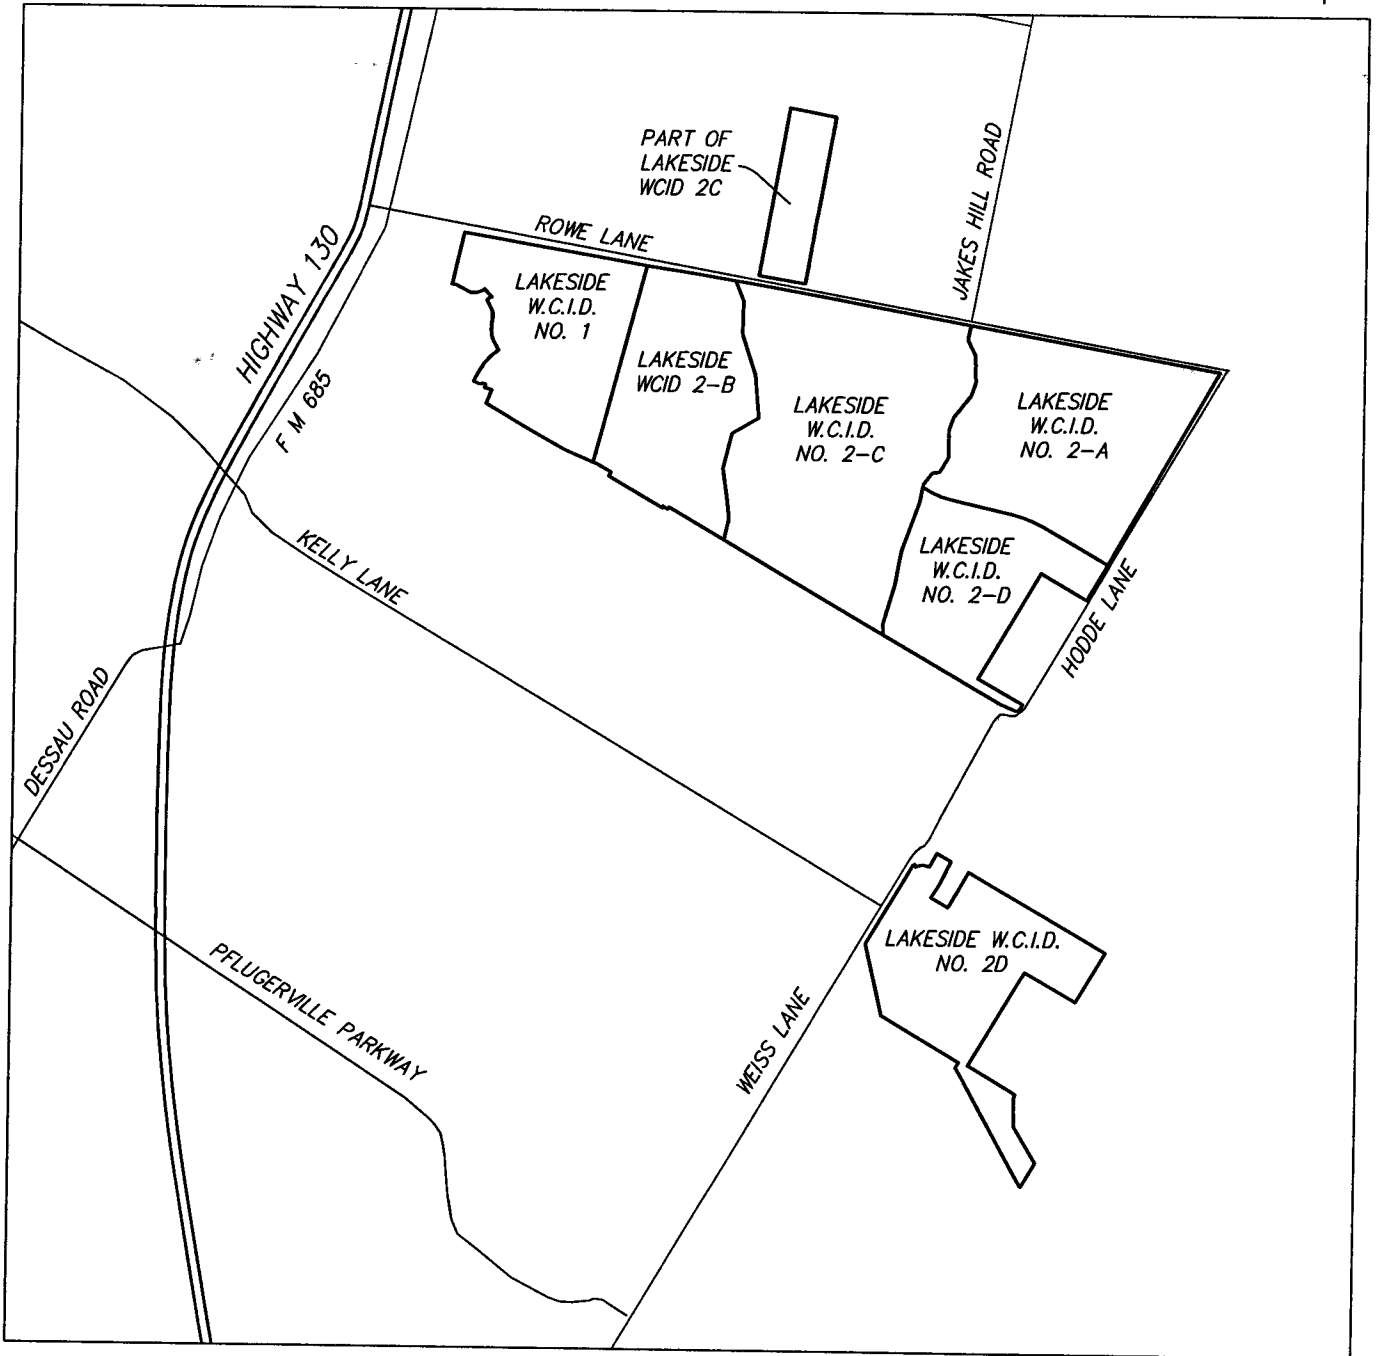 PART OF
LAKESIDE
WCID 2C
JAKES HILL ROAD
ROWE LANE
HIGHWAY 130
LAKESIDE
W.C.I.D.
NO. 1
LAKESIDE
WCID 2-B
LAKESIDE
W.C.I.D.
NO. 2-C
LAKESIDE
W.C.I.D.
NO. 2-A
F M 685
KELLY LANE
LAKESIDE
W.C.I.D.
NO. 2-D
HODDE LANE
DESSAU ROAD
LAKESIDE W.C.I.D.
NO. 2D
PFLUGERVILLE PARKWAY
WEISS LANE